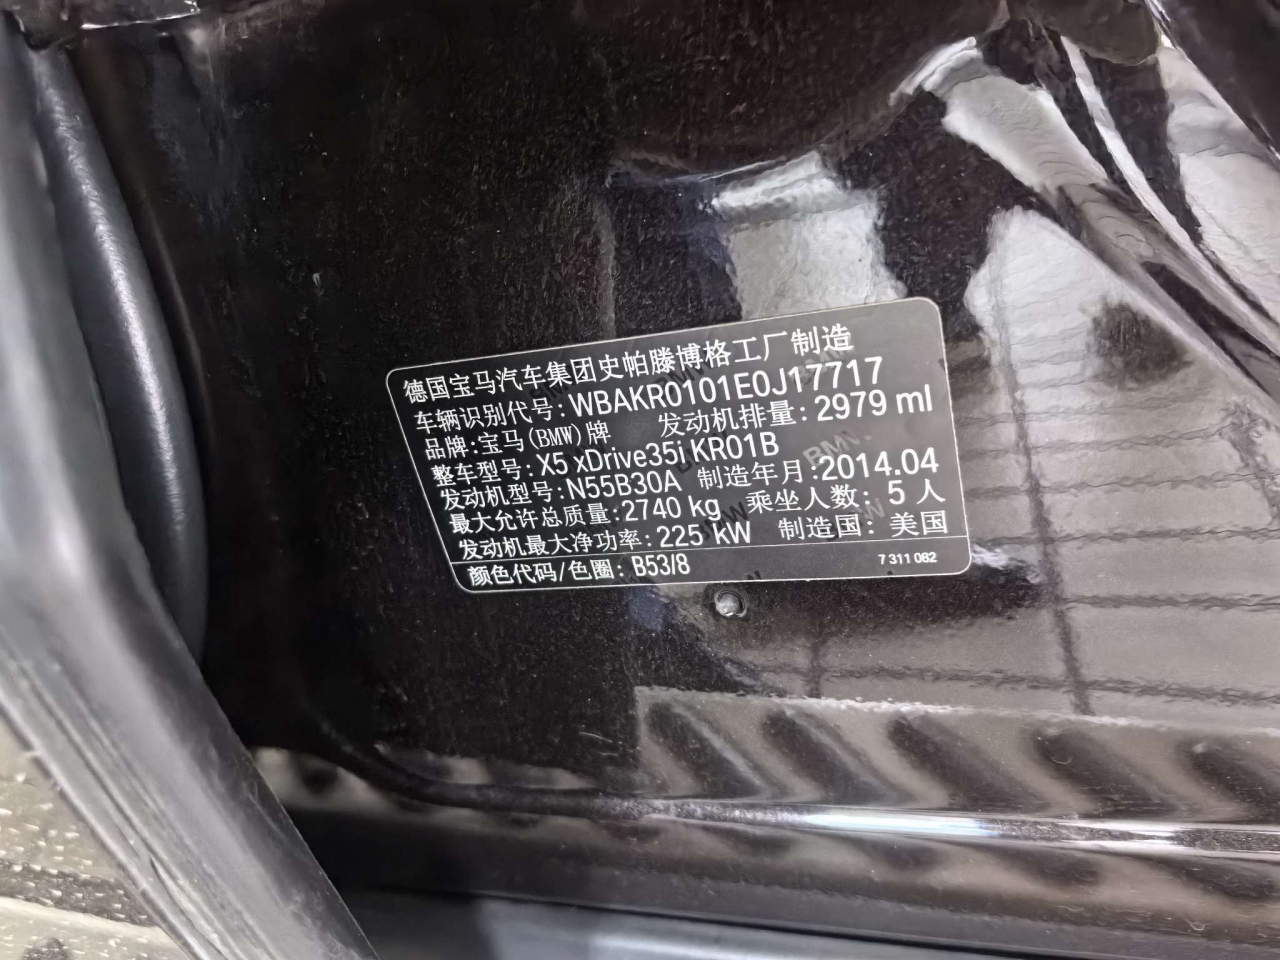 德国宝马汽车集团史帕滕博格工厂制造
车辆识别代号: WBAKR0101E0J17717
品牌:宝马(BMW)牌 发动机排量: 2979 ml
整车型号: X5 xDrive35i KR01B
发动机型号: N55B30A 制造年月:2014.04
最大允许总质量:2740 kg 乘坐人数: 5 人
发动机最大净功率: 225 kW 制造国: 美国
颜色代码/色圈: B53/8 7 311 082